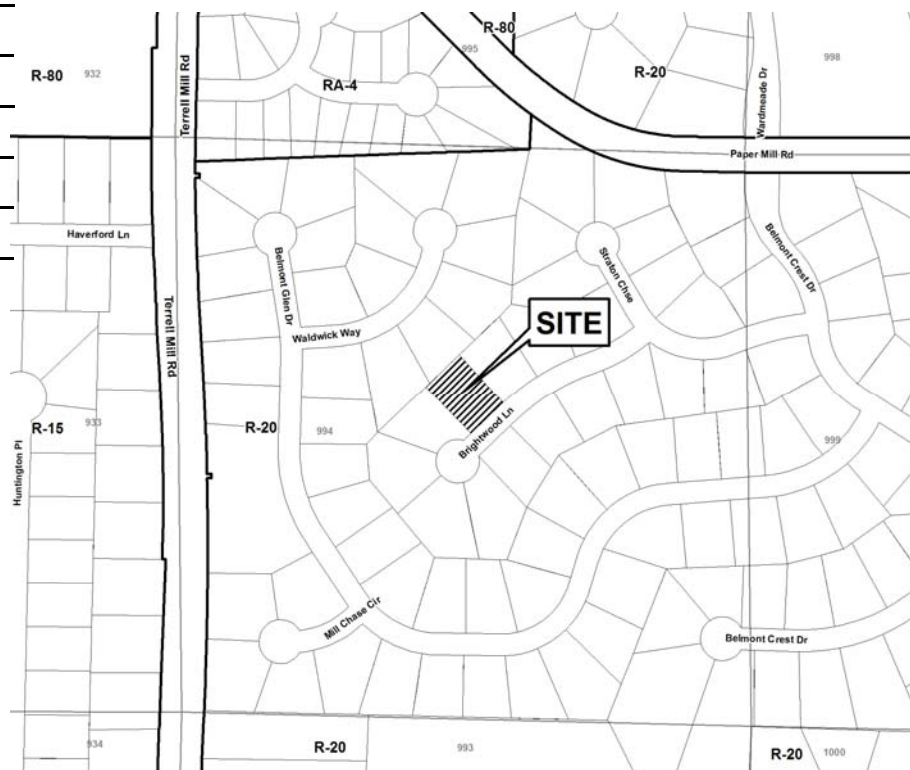 R-80
995
R-80
932
R-20
998
RA-4
Terrell Mill Rd
Wardmeade Dr
Paper Mill Rd
Haverford Ln
Belmont Glen Dr
Straton Chse
Belmont Crest Dr
Terrell Mill Rd
Waldwick Way
SITE
R-15
933
R-20
994
Brightwood Ln
999
Huntington Pl
Mill Chase Cir
Belmont Crest Dr
934
R-20
993
R-20
1000